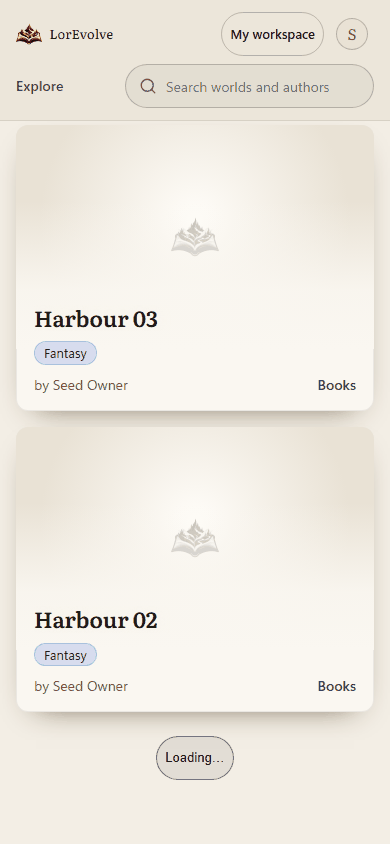 LorEvolve
My workspace
S
Explore
Search worlds and authors
Harbour 03
Fantasy
by Seed Owner
Books
Harbour 02
Fantasy
by Seed Owner
Books
Loading…